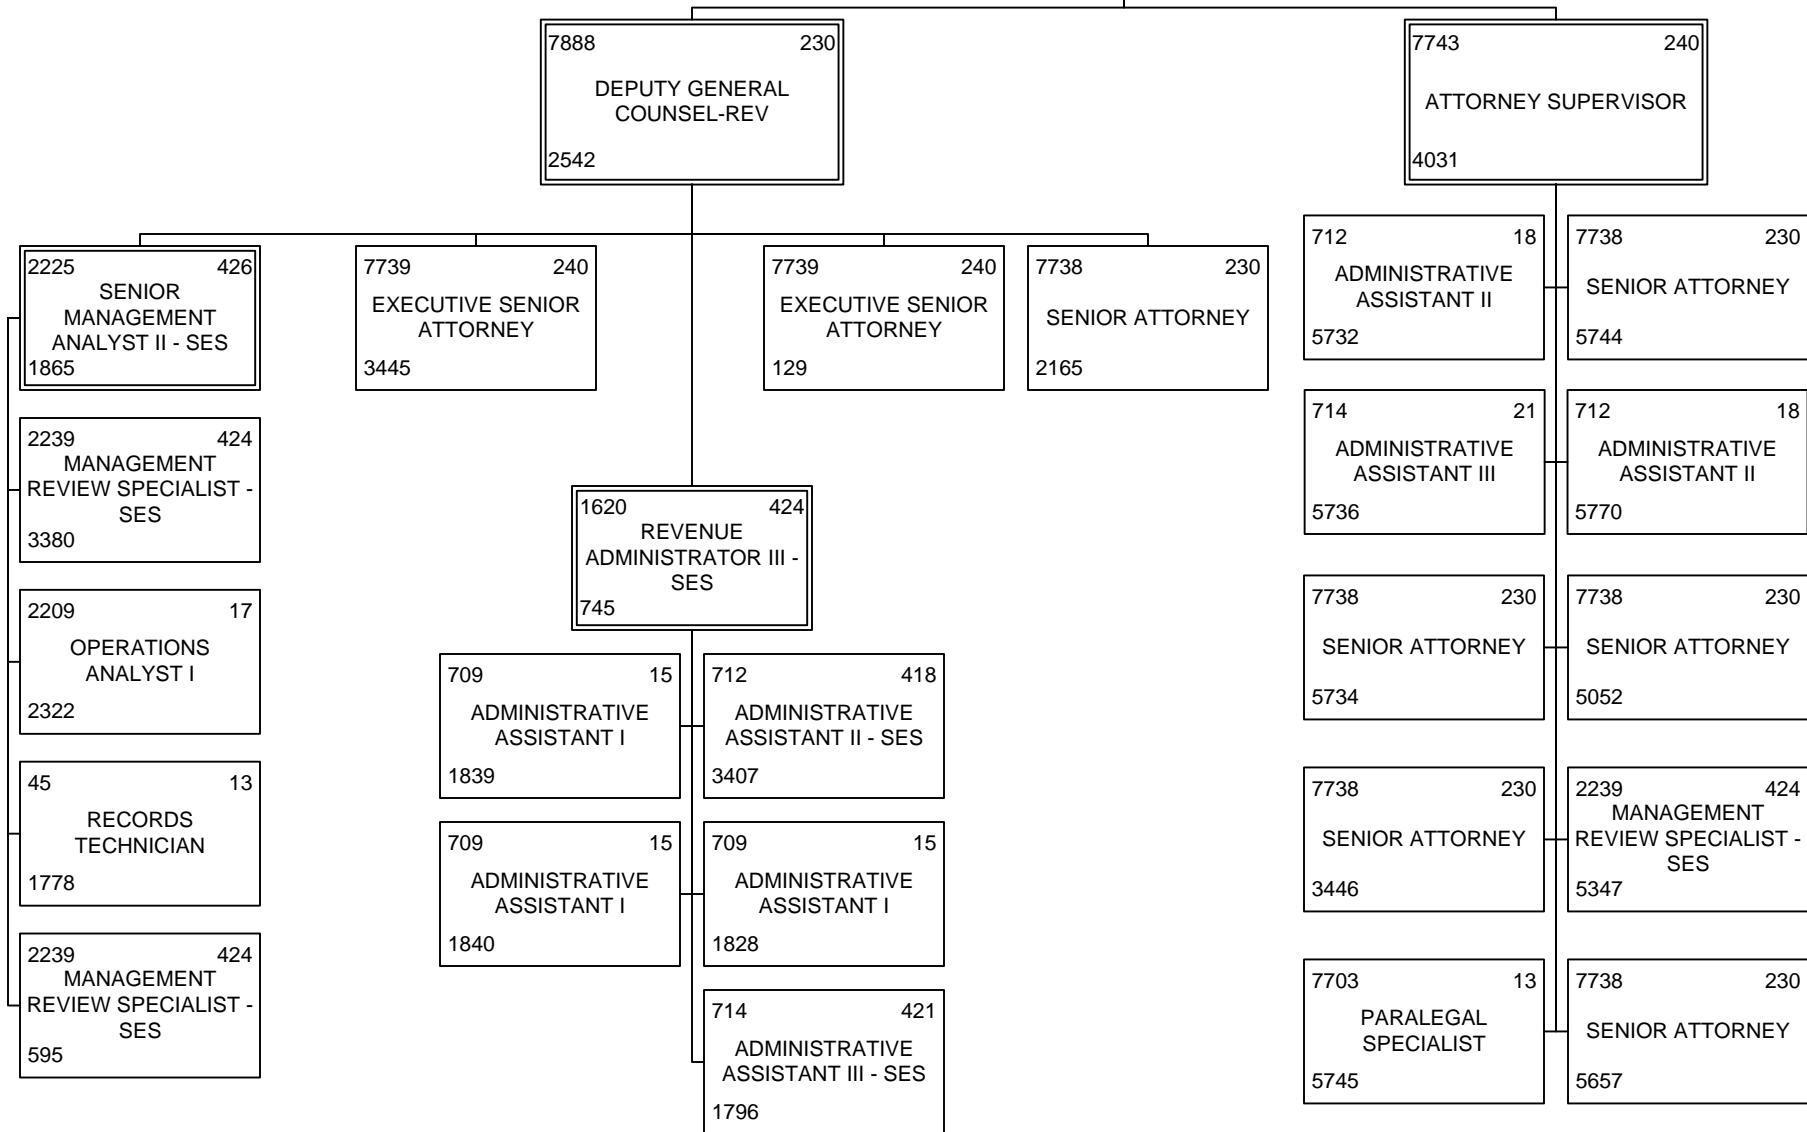 7888 230
DEPUTY GENERAL
COUNSEL-REV
2542
7743 240
ATTORNEY SUPERVISOR
4031
2225 426
SENIOR
MANAGEMENT
ANALYST II - SES
1865
7739 240
EXECUTIVE SENIOR
ATTORNEY
3445
7739 240
EXECUTIVE SENIOR
ATTORNEY
129
7738 230
SENIOR ATTORNEY
2165
2239 424
MANAGEMENT
REVIEW SPECIALIST -
SES
3380
2209 17
OPERATIONS
ANALYST I
2322
45 13
RECORDS
TECHNICIAN
1778
2239 424
MANAGEMENT
REVIEW SPECIALIST -
SES
595
1620 424
REVENUE
ADMINISTRATOR III -
SES
745
709 15
ADMINISTRATIVE
ASSISTANT I
1839
712 418
ADMINISTRATIVE
ASSISTANT II - SES
3407
709 15
ADMINISTRATIVE
ASSISTANT I
1840
709 15
ADMINISTRATIVE
ASSISTANT I
1828
714 421
ADMINISTRATIVE
ASSISTANT III - SES
1796
712 18
ADMINISTRATIVE
ASSISTANT II
5732
7738 230
SENIOR ATTORNEY
5744
714 21
ADMINISTRATIVE
ASSISTANT III
5736
712 18
ADMINISTRATIVE
ASSISTANT II
5770
7738 230
SENIOR ATTORNEY
5734
7738 230
SENIOR ATTORNEY
5052
7738 230
SENIOR ATTORNEY
3446
2239 424
MANAGEMENT
REVIEW SPECIALIST -
SES
5347
7703 13
PARALEGAL
SPECIALIST
5745
7738 230
SENIOR ATTORNEY
5657